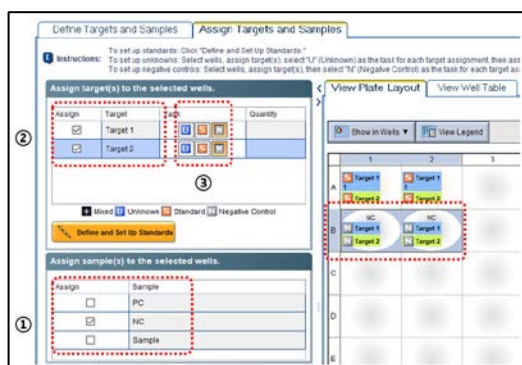 Define Targets and Samples
Assign Targets and Samples
Instructions:
To set up standards: Click "Define and Set Up Standards."
To set up unknowns: Select wells, assign target(s), select "U" (Unknown) as the task for each target assignment, then ass
To set up negative controls: Select wells, assign target(s), then select "N" (Negative Control) as the task for each target as
Assign target(s) to the selected wells.
Assign Target Task Quantity
Target 1 U S N
Target 2 U S N
②
③
Mixed U Unknown S Standard N Negative Control
Define and Set Up Standards
Assign sample(s) to the selected wells.
Assign Sample
PC
NC
Sample
①
View Plate Layout
View Well Table
Show in Wells ▼
View Legend
1 2 3
A
S Target 1 S Target 1
1 1
S Target 2 S Target 2
B
NC NC
N Target 1 N Target 1
N Target 2 N Target 2
C
D
E